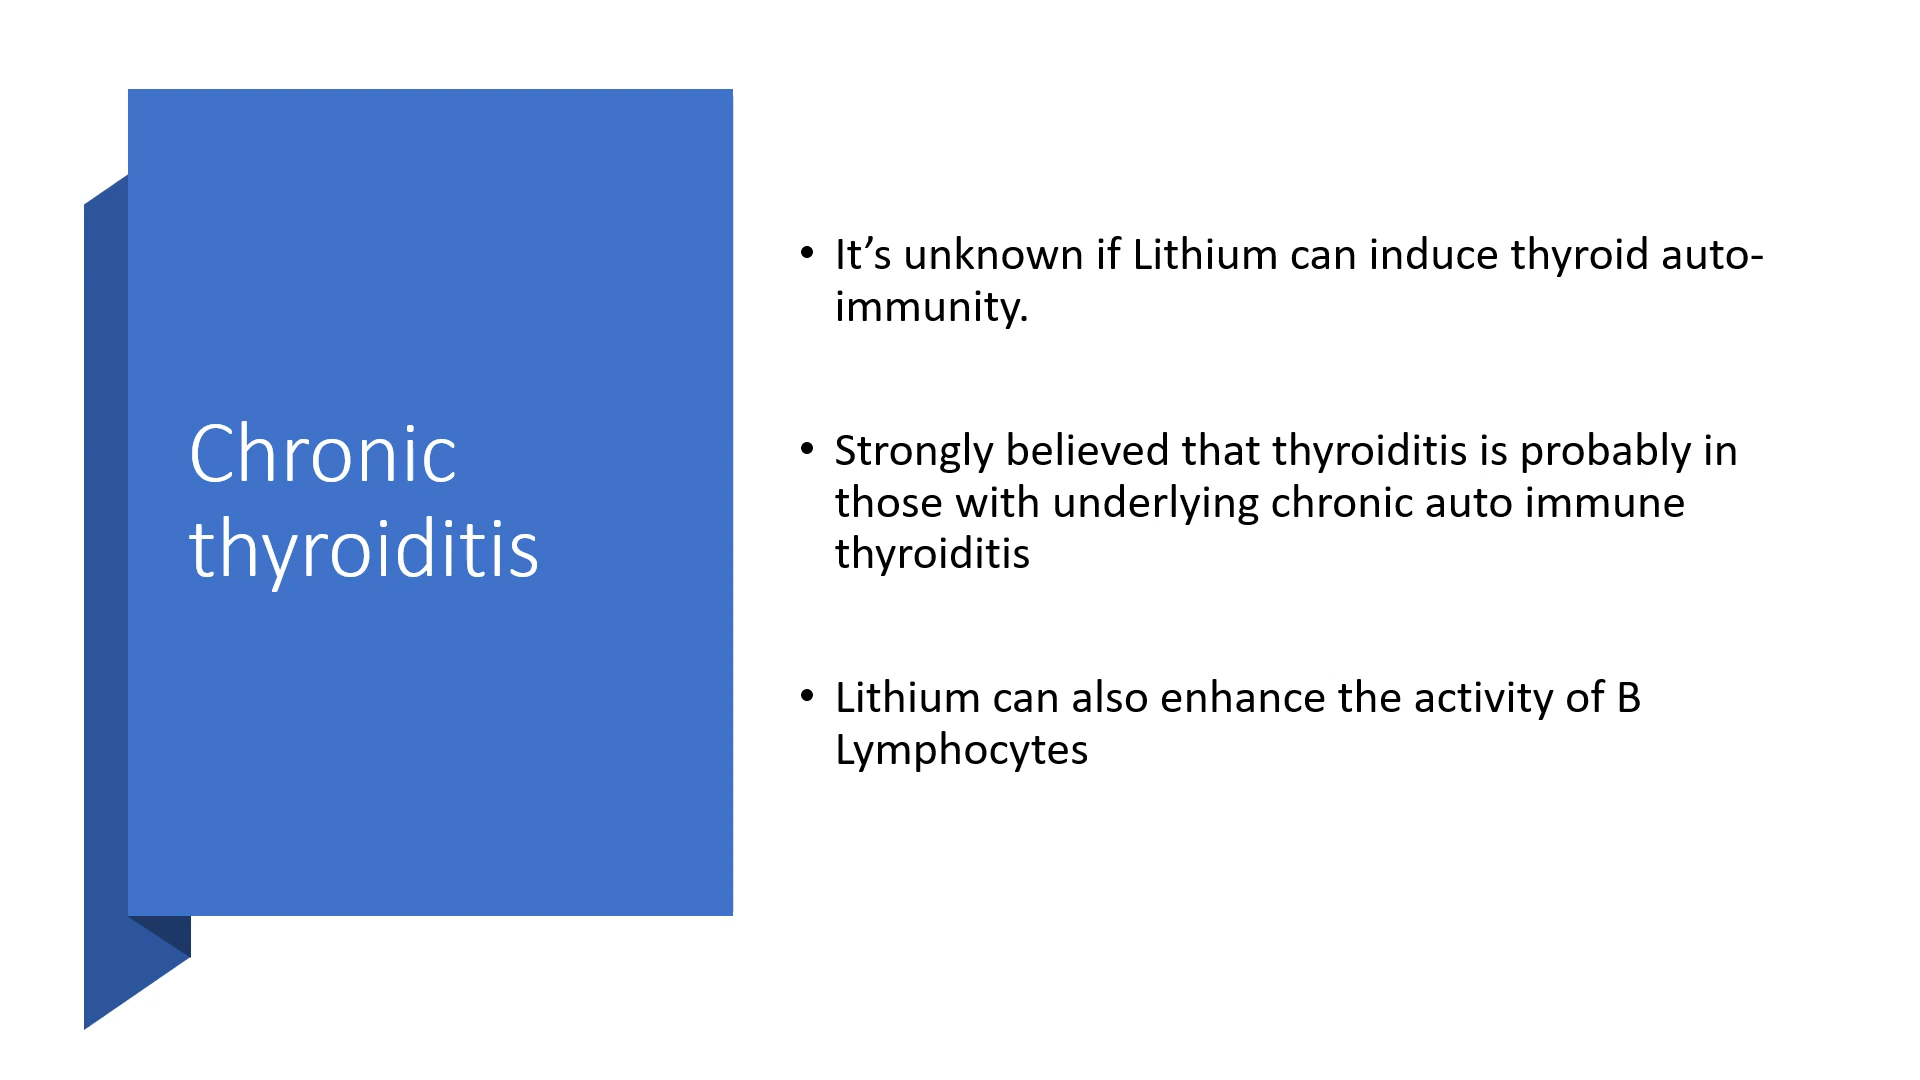 Chronic
thyroiditis
• It’s unknown if Lithium can induce thyroid auto-
immunity.
• Strongly believed that thyroiditis is probably in
those with underlying chronic auto immune
thyroiditis
• Lithium can also enhance the activity of B
Lymphocytes